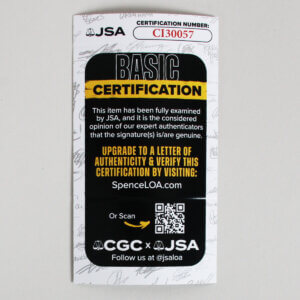 JSA
CERTIFICATION NUMBER:
CI30057
BASIC
CERTIFICATION
This item has been fully examined
by JSA, and it is the considered
opinion of our expert authenticators
that the signature(s) is/are genuine.
UPGRADE TO A LETTER OF
AUTHENTICITY & VERIFY THIS
CERTIFICATION BY VISITING:
SpenceLOA.com
Or Scan
CGC x JSA
Follow us at @jsaloa